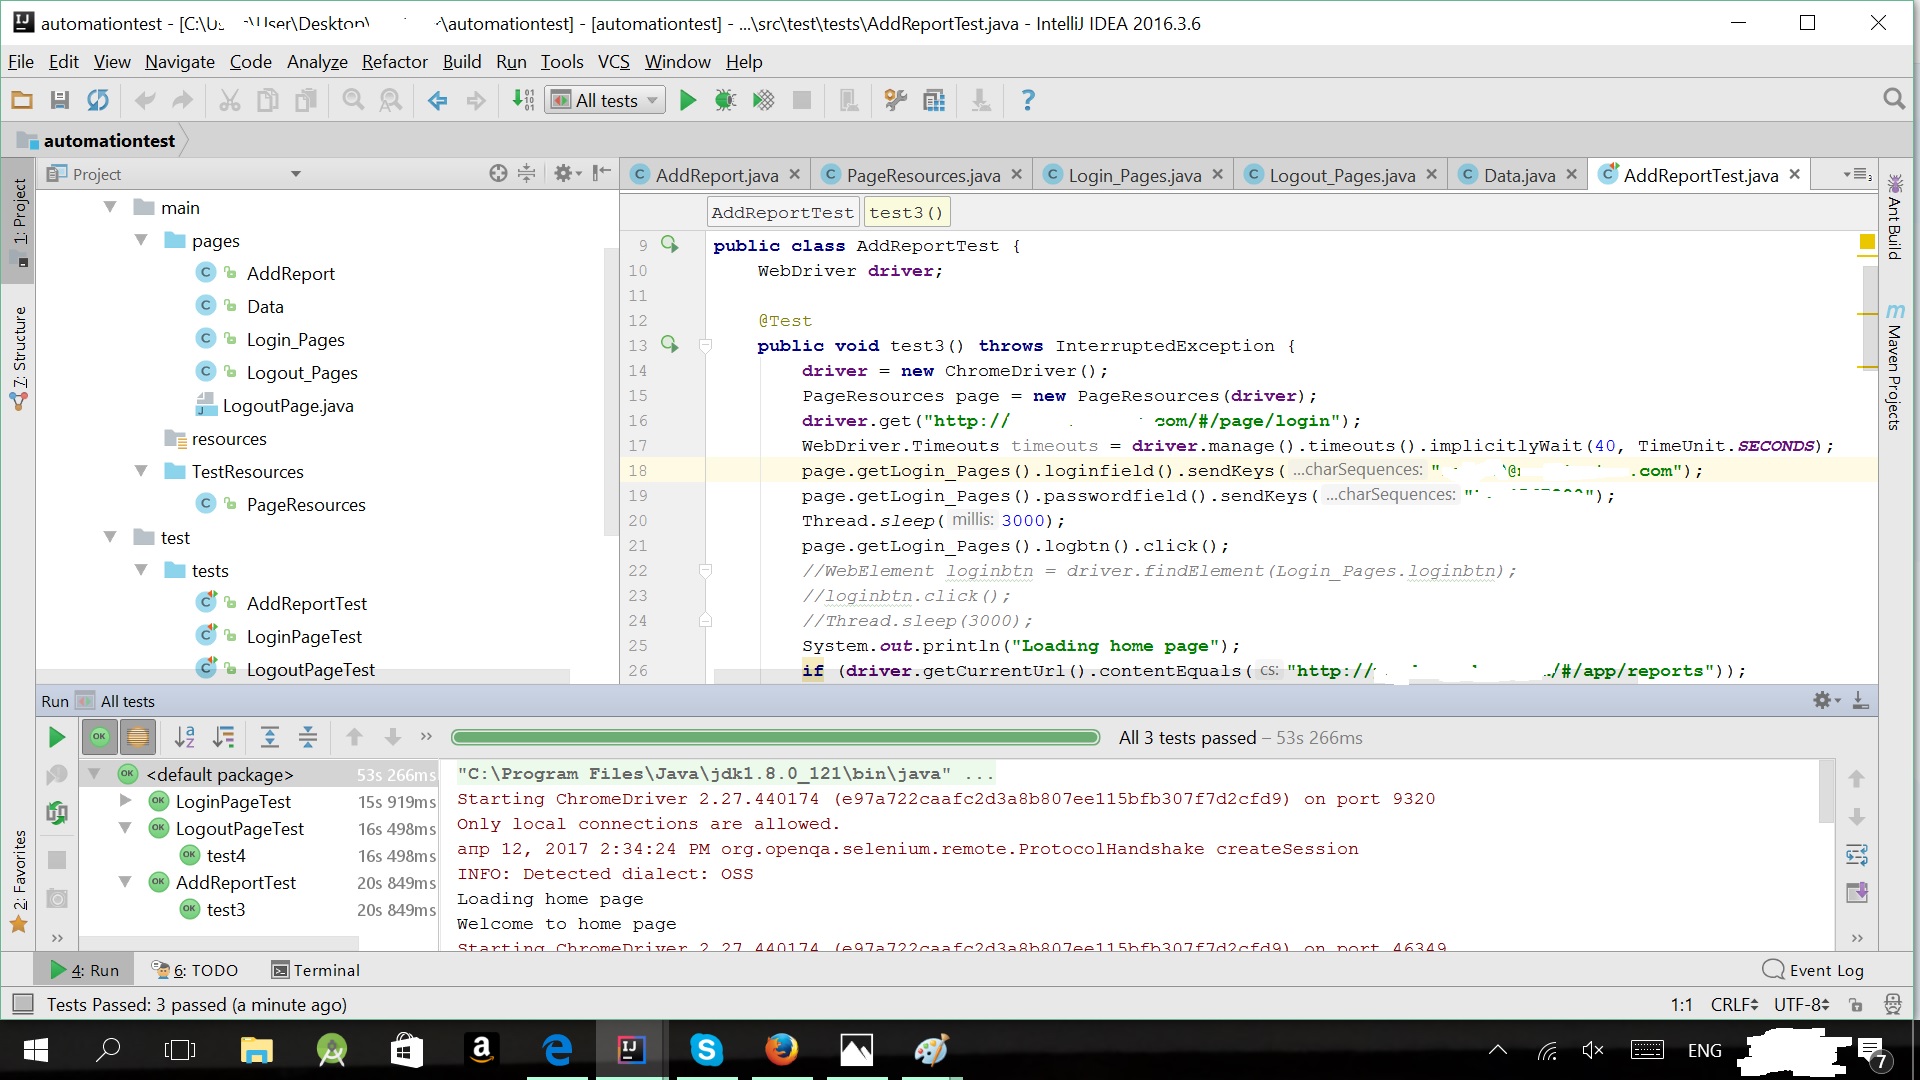 automationtest - [C:\Us \User\Desktop\ \automationtest] - [automationtest] - ...\src\test\tests\AddReportTest.java - IntelliJ IDEA 2016.3.6
File Edit View Navigate Code Analyze Refactor Build Run Tools VCS Window Help
All tests
automationtest
Project
AddReport.java PageResources.java Login_Pages.java Logout_Pages.java Data.java AddReportTest.java
1: Project
7: Structure
2: Favorites
main
pages
AddReport
Data
Login_Pages
Logout_Pages
LogoutPage.java
resources
TestResources
PageResources
test
tests
AddReportTest
LoginPageTest
LogoutPageTest
AddReportTest test3()
9 public class AddReportTest {
10 WebDriver driver;
11
12 @Test
13 public void test3() throws InterruptedException {
14 driver = new ChromeDriver();
15 PageResources page = new PageResources(driver);
16 driver.get("http:// com/#/page/login");
17 WebDriver.Timeouts timeouts = driver.manage().timeouts().implicitlyWait(40, TimeUnit.SECONDS);
18 page.getLogin_Pages().loginfield().sendKeys( ...charSequences: " @ .com");
19 page.getLogin_Pages().passwordfield().sendKeys( ...charSequences: " ");
20 Thread.sleep( millis: 3000);
21 page.getLogin_Pages().logbtn().click();
22 //WebElement loginbtn = driver.findElement(Login_Pages.loginbtn);
23 //loginbtn.click();
24 //Thread.sleep(3000);
25 System.out.println("Loading home page");
26 if (driver.getCurrentUrl().contentEquals( cs: "http:// /#/app/reports"));
Ant Build
Maven Projects
Run All tests
All 3 tests passed – 53s 266ms
<default package> 53s 266ms
LoginPageTest 15s 919ms
LogoutPageTest 16s 498ms
test4 16s 498ms
AddReportTest 20s 849ms
test3 20s 849ms
"C:\Program Files\Java\jdk1.8.0_121\bin\java" ...
Starting ChromeDriver 2.27.440174 (e97a722caafc2d3a8b807ee115bfb307f7d2cfd9) on port 9320
Only local connections are allowed.
апр 12, 2017 2:34:24 PM org.openqa.selenium.remote.ProtocolHandshake createSession
INFO: Detected dialect: OSS
Loading home page
Welcome to home page
Starting ChromeDriver 2.27.440174 (e97a722caafc2d3a8b807ee115bfb307f7d2cfd9) on port 46349
4: Run 6: TODO Terminal Event Log
Tests Passed: 3 passed (a minute ago) 1:1 CRLF UTF-8
ENG 7